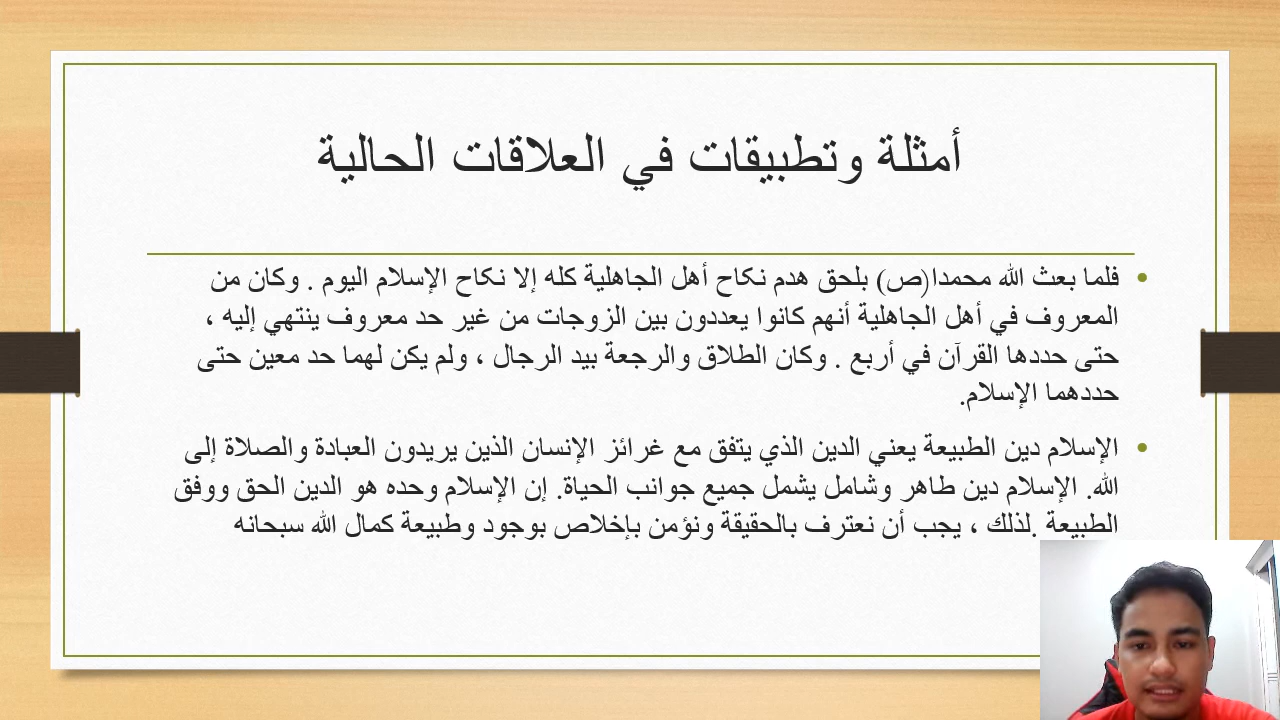 أمثلة وتطبيقات في العلاقات الحالية
• فلما بعث الله محمدا(ص) بلحق هدم نكاح أهل الجاهلية كله إلا نكاح الإسلام اليوم . وكان من
المعروف في أهل الجاهلية أنهم كانوا يعددون بين الزوجات من غير حد معروف ينتهي إليه ،
حتى حددها القرآن في أربع . وكان الطلاق والرجعة بيد الرجال ، ولم يكن لهما حد معين حتى
حددهما الإسلام.
• الإسلام دين الطبيعة يعني الدين الذي يتفق مع غرائز الإنسان الذين يريدون العبادة والصلاة إلى
الله. الإسلام دين طاهر وشامل يشمل جميع جوانب الحياة. إن الإسلام وحده هو الدين الحق ووفق
الطبيعة .لذلك ، يجب أن نعترف بالحقيقة ونؤمن بإخلاص بوجود وطبيعة كمال الله سبحانه